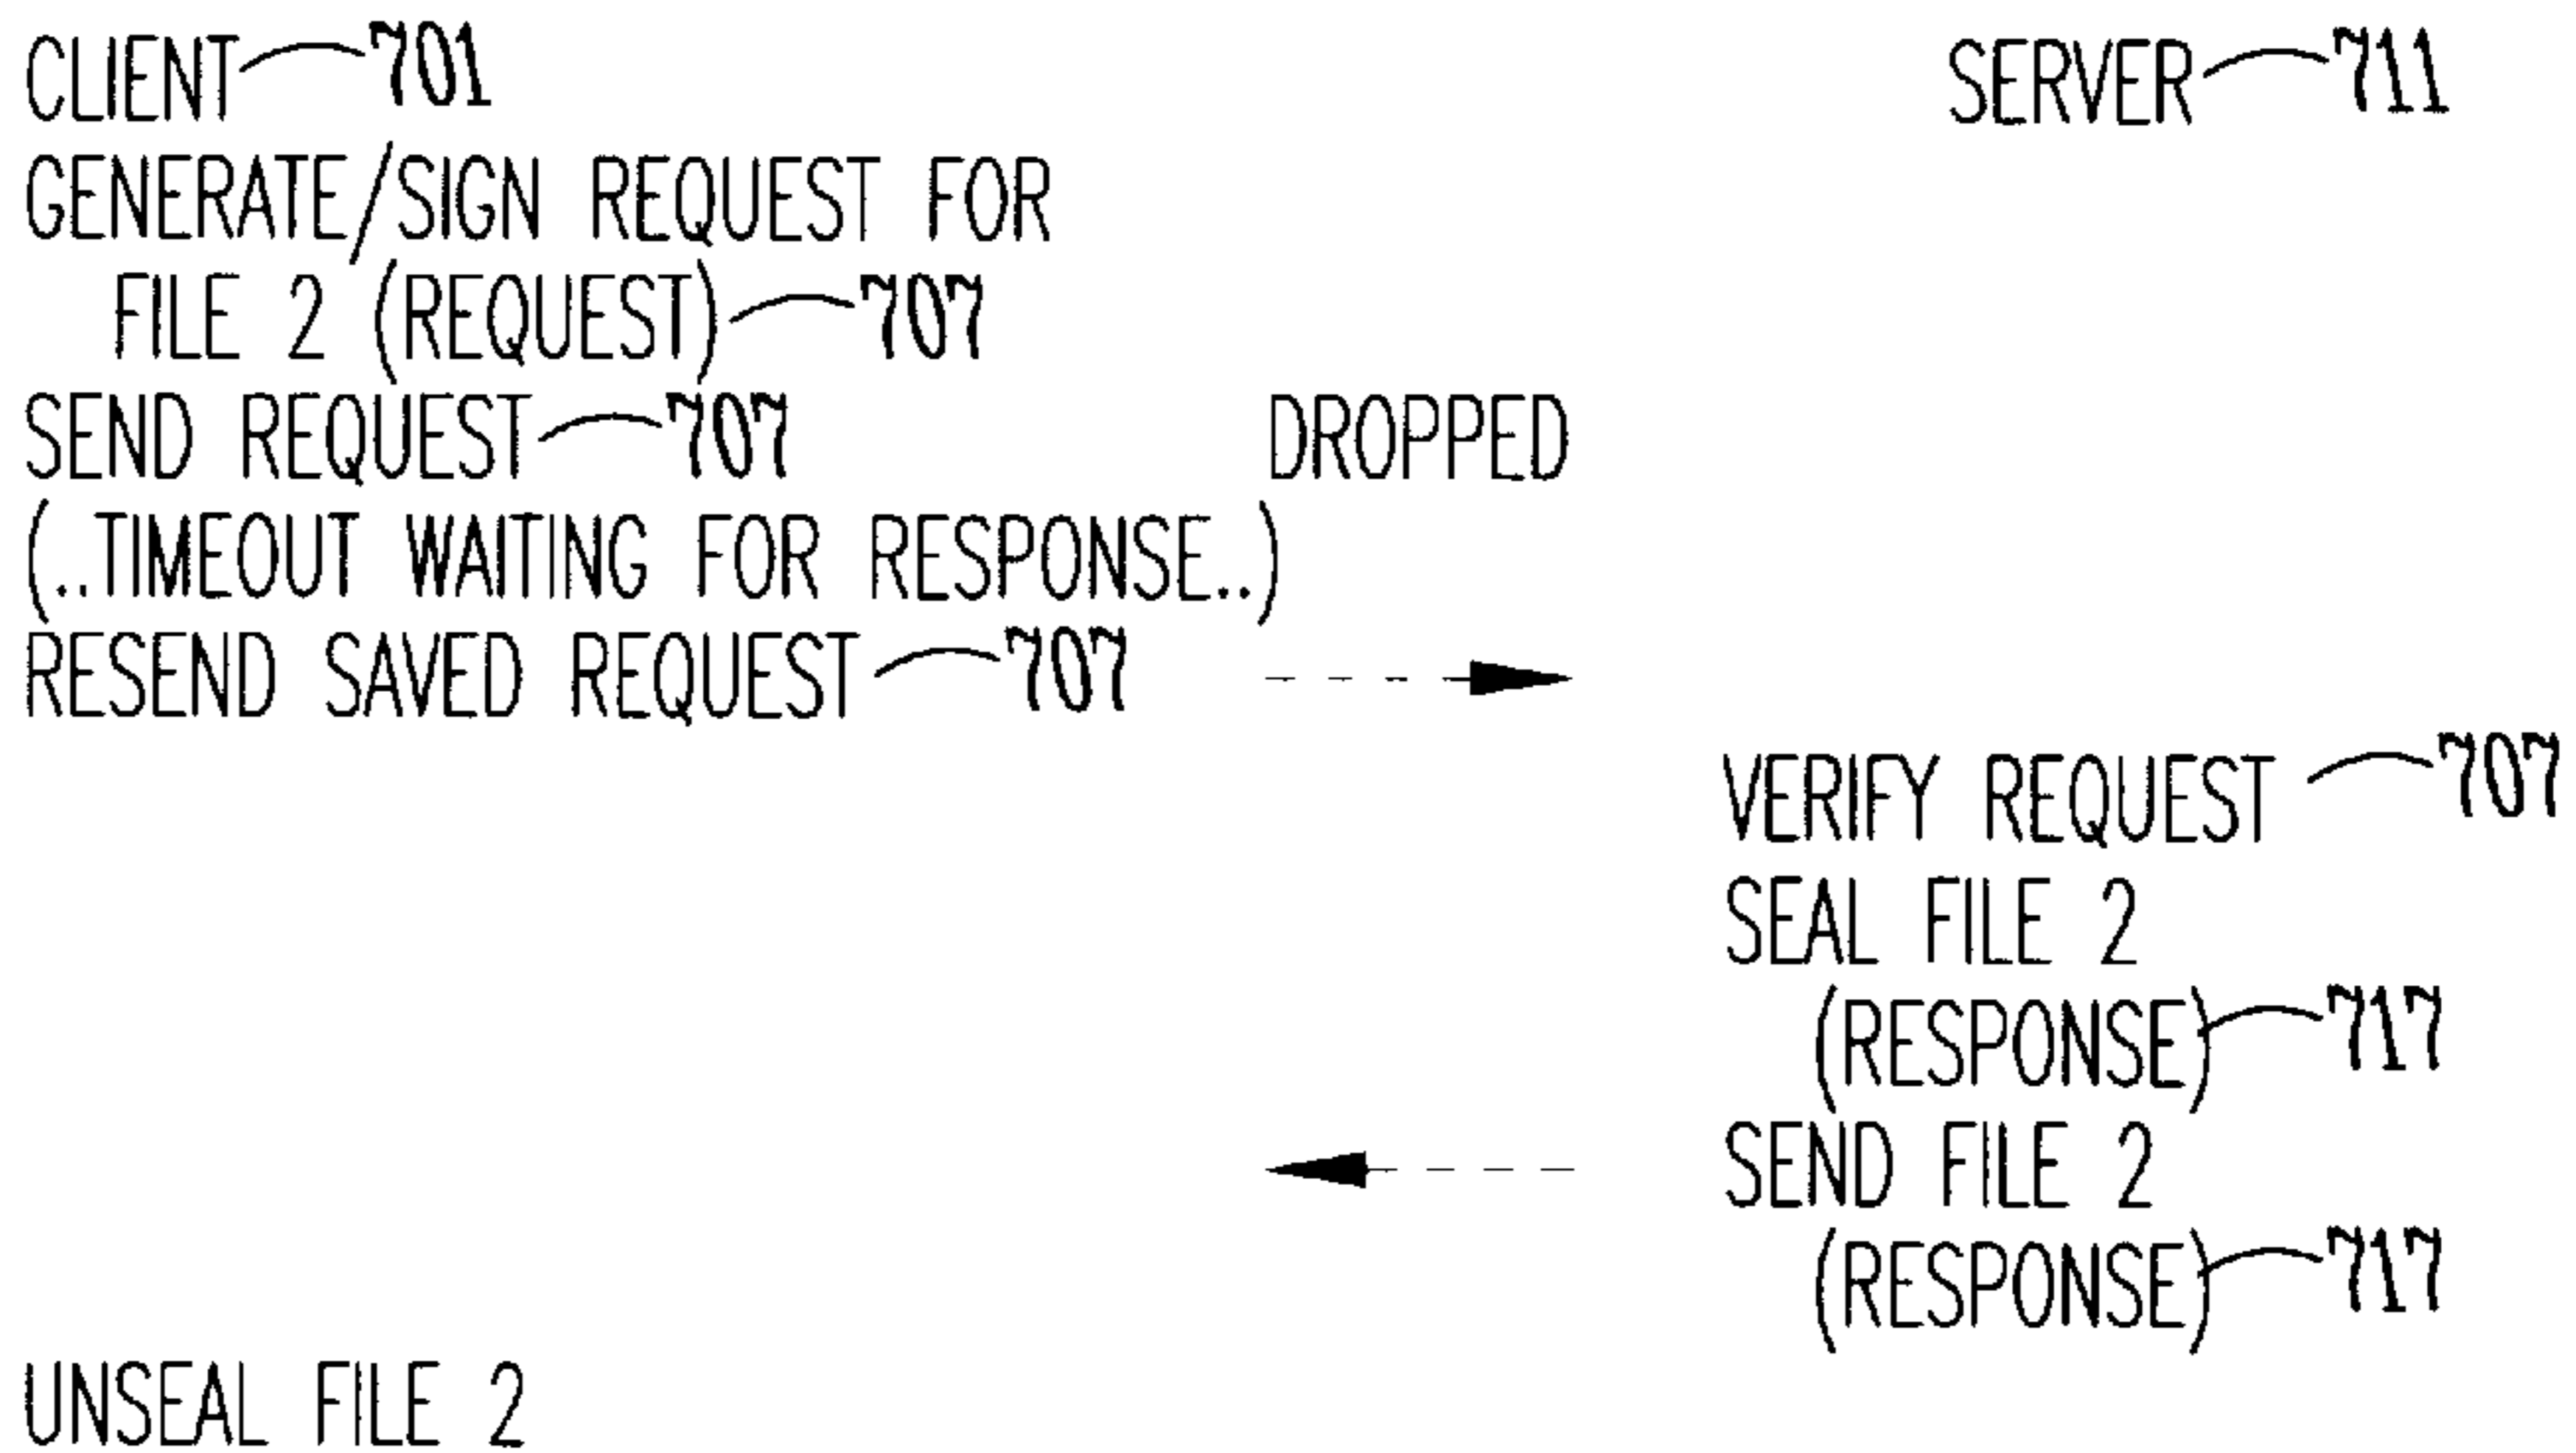 CLIENT 701 SERVER 711
GENERATE/SIGN REQUEST FOR
FILE 2 (REQUEST) 707
SEND REQUEST 707 DROPPED
(..TIMEOUT WAITING FOR RESPONSE..)
RESEND SAVED REQUEST 707
VERIFY REQUEST 707
SEAL FILE 2
(RESPONSE) 717
SEND FILE 2
(RESPONSE) 717
UNSEAL FILE 2